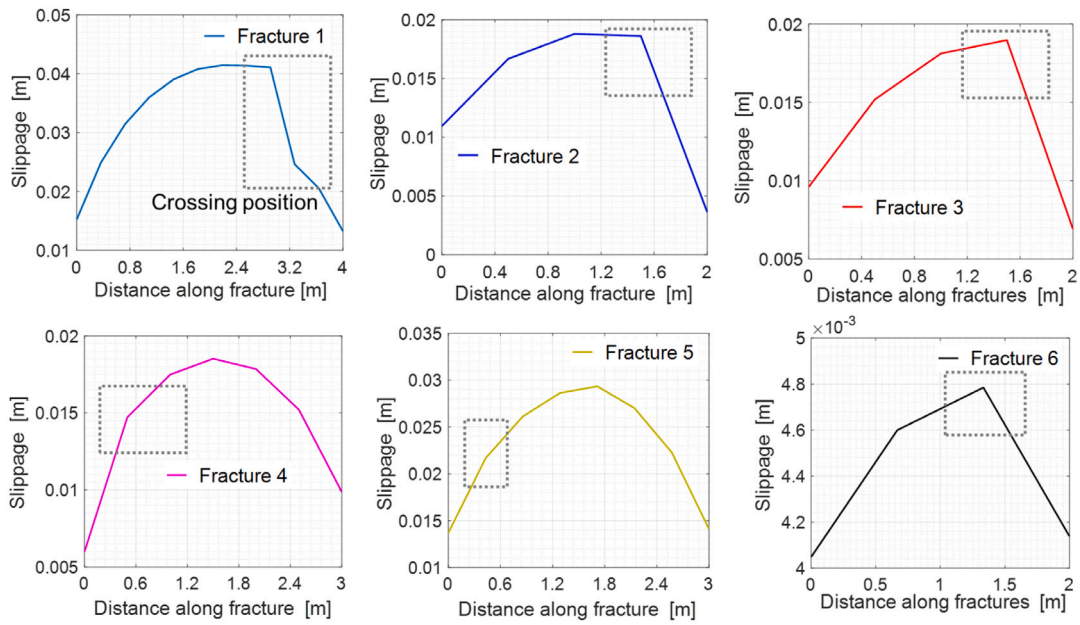 0.05
0.04
0.03
0.02
0.01
Slippage [m]
Fracture 1
Crossing position
0 0.8 1.6 2.4 3.2 4
Distance along fracture [m]
0.02
0.015
0.01
0.005
0
Slippage [m]
Fracture 2
0 0.4 0.8 1.2 1.6 2
Distance along fracture [m]
0.02
0.015
0.01
0.005
Slippage [m]
Fracture 3
0 0.4 0.8 1.2 1.6 2
Distance along fractures [m]
0.02
0.015
0.01
0.005
Slippage [m]
Fracture 4
0 0.6 1.2 1.8 2.4 3
Distance along fracture [m]
0.035
0.03
0.025
0.02
0.015
0.01
Slippage [m]
Fracture 5
0 0.6 1.2 1.8 2.4 3
Distance along fracture [m]
×10⁻³
5
4.8
4.6
4.4
4.2
4
Slippage [m]
Fracture 6
0 0.5 1 1.5 2
Distance along fractures [m]